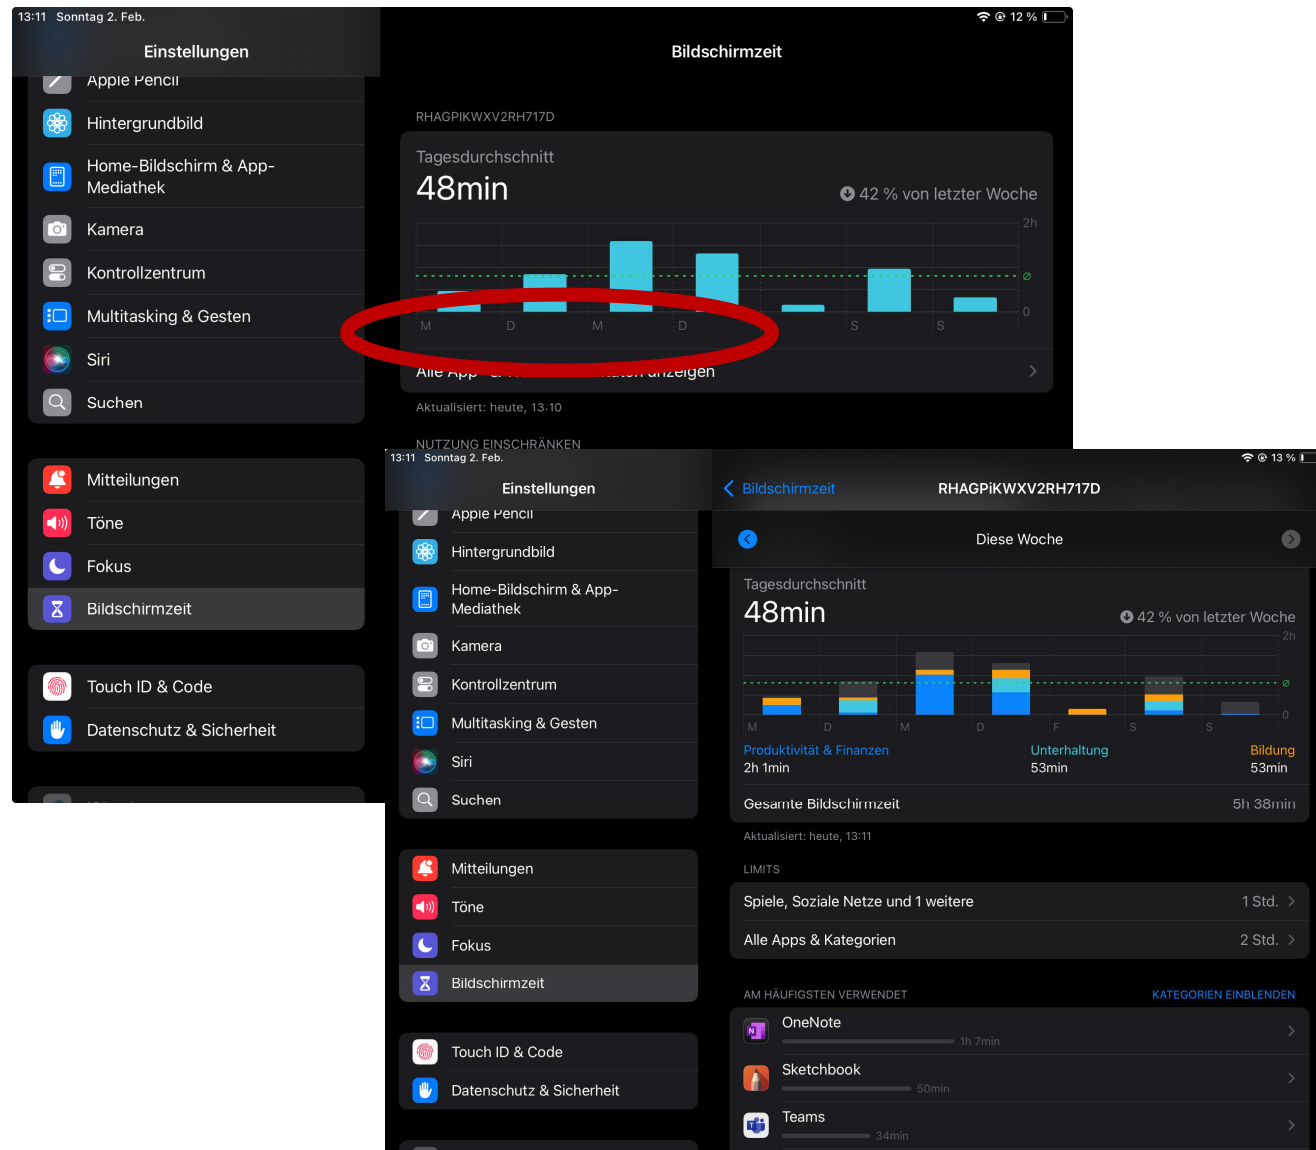 13:11 Sonntag 2. Feb.
12 %
Einstellungen
Bildschirmzeit
Apple Pencil
Hintergrundbild
Home-Bildschirm & App-
Mediathek
Kamera
Kontrollzentrum
Multitasking & Gesten
Siri
Suchen
Mitteilungen
Töne
Fokus
Bildschirmzeit
Touch ID & Code
Datenschutz & Sicherheit
RHAGPIKWXV2RH717D
Tagesdurchschnitt
48min
42 % von letzter Woche
2h
ø
0
M D M D S S
Alle App- & anzeigen
Aktualisiert: heute, 13:10
NUTZUNG EINSCHRÄNKEN
13:11 Sonntag 2. Feb.
13 %
Einstellungen
Apple Pencil
Hintergrundbild
Home-Bildschirm & App-
Mediathek
Kamera
Kontrollzentrum
Multitasking & Gesten
Siri
Suchen
Mitteilungen
Töne
Fokus
Bildschirmzeit
Touch ID & Code
Datenschutz & Sicherheit
Bildschirmzeit
RHAGPiKWXV2RH717D
Diese Woche
Tagesdurchschnitt
48min
42 % von letzter Woche
2h
ø
0
M D M D F S S
Produktivität & Finanzen Unterhaltung Bildung
2h 1min 53min 53min
Gesamte Bildschirmzeit 5h 38min
Aktualisiert: heute, 13:11
LIMITS
Spiele, Soziale Netze und 1 weitere 1 Std.
Alle Apps & Kategorien 2 Std.
AM HÄUFIGSTEN VERWENDET KATEGORIEN EINBLENDEN
OneNote
1h 7min
Sketchbook
50min
Teams
34min